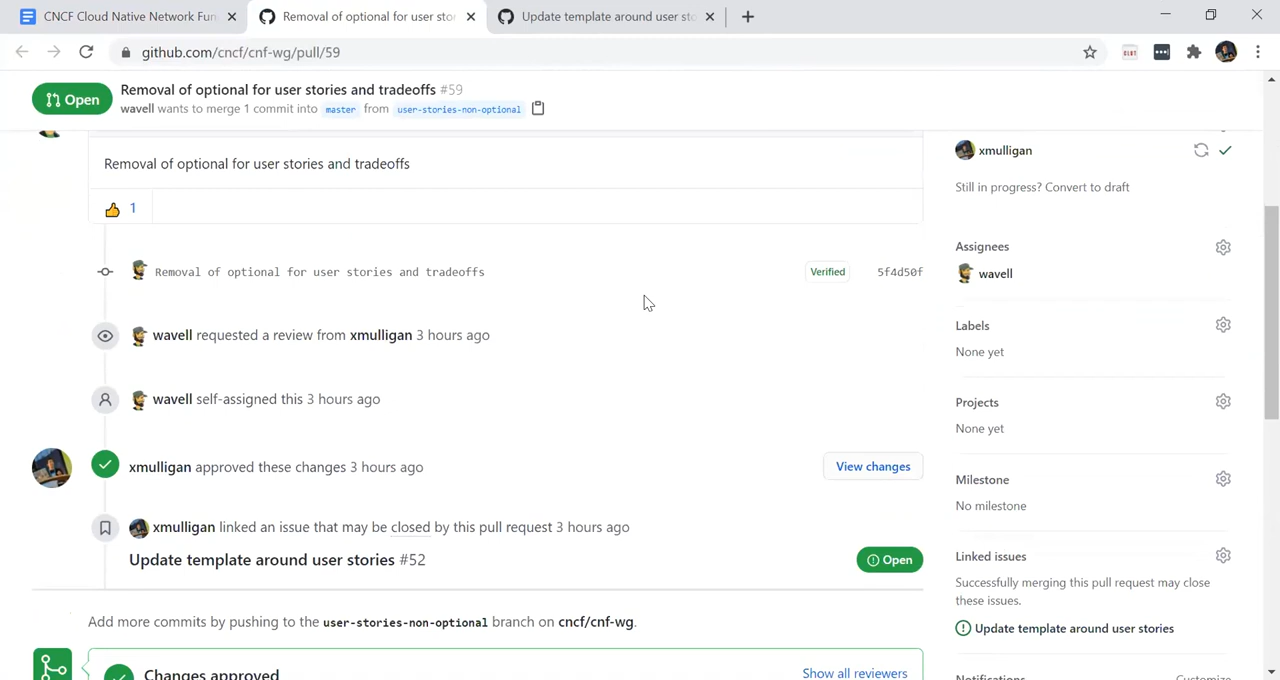 CNCF Cloud Native Network Fun
Removal of optional for user stor
Update template around user sto
github.com/cncf/cnf-wg/pull/59
Open
Removal of optional for user stories and tradeoffs #59
wavell wants to merge 1 commit into master from user-stories-non-optional
Removal of optional for user stories and tradeoffs
1
Removal of optional for user stories and tradeoffs Verified 5f4d50f
wavell requested a review from xmulligan 3 hours ago
wavell self-assigned this 3 hours ago
xmulligan approved these changes 3 hours ago View changes
xmulligan linked an issue that may be closed by this pull request 3 hours ago
Update template around user stories #52 Open
Add more commits by pushing to the user-stories-non-optional branch on cncf/cnf-wg.
Changes approved Show all reviewers
xmulligan
Still in progress? Convert to draft
Assignees
wavell
Labels
None yet
Projects
None yet
Milestone
No milestone
Linked issues
Successfully merging this pull request may close
these issues.
Update template around user stories
Notifications Customize